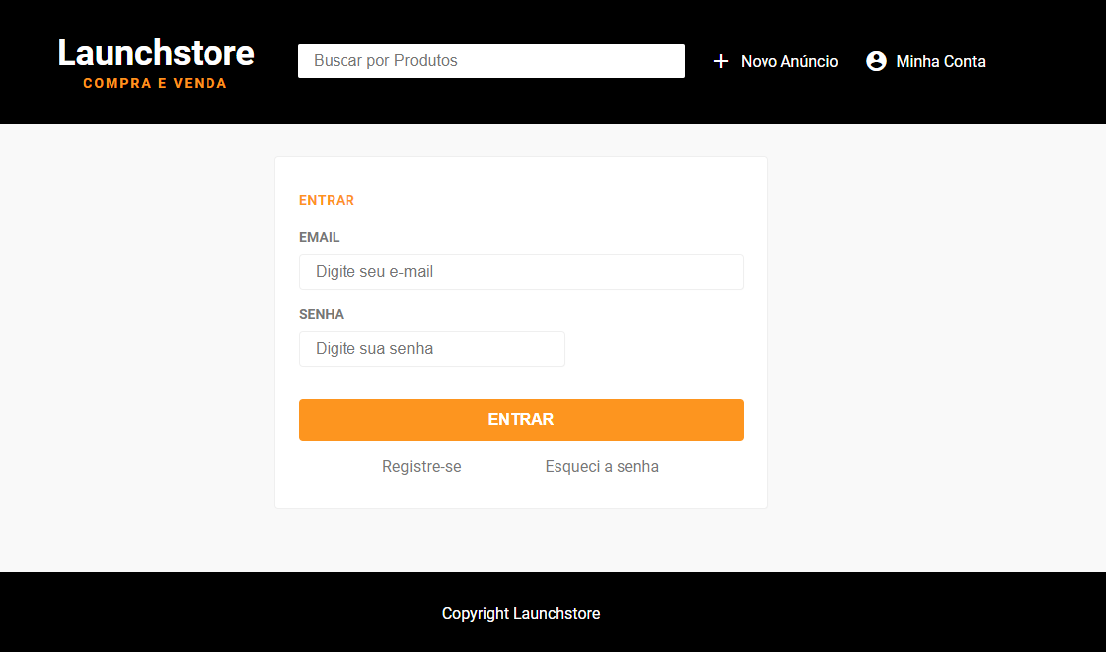 Launchstore
COMPRA E VENDA
Buscar por Produtos
Novo Anúncio
Minha Conta
ENTRAR
EMAIL
Digite seu e-mail
SENHA
Digite sua senha
ENTRAR
Registre-se
Esqueci a senha
Copyright Launchstore